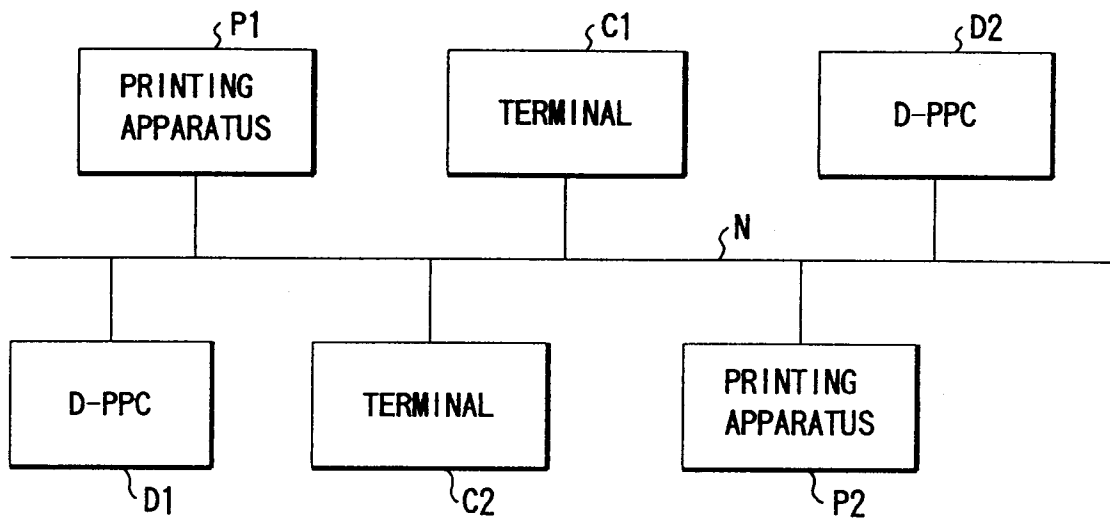 P1
C1
D2
PRINTING
APPARATUS
TERMINAL
D-PPC
N
D-PPC
TERMINAL
PRINTING
APPARATUS
D1
C2
P2